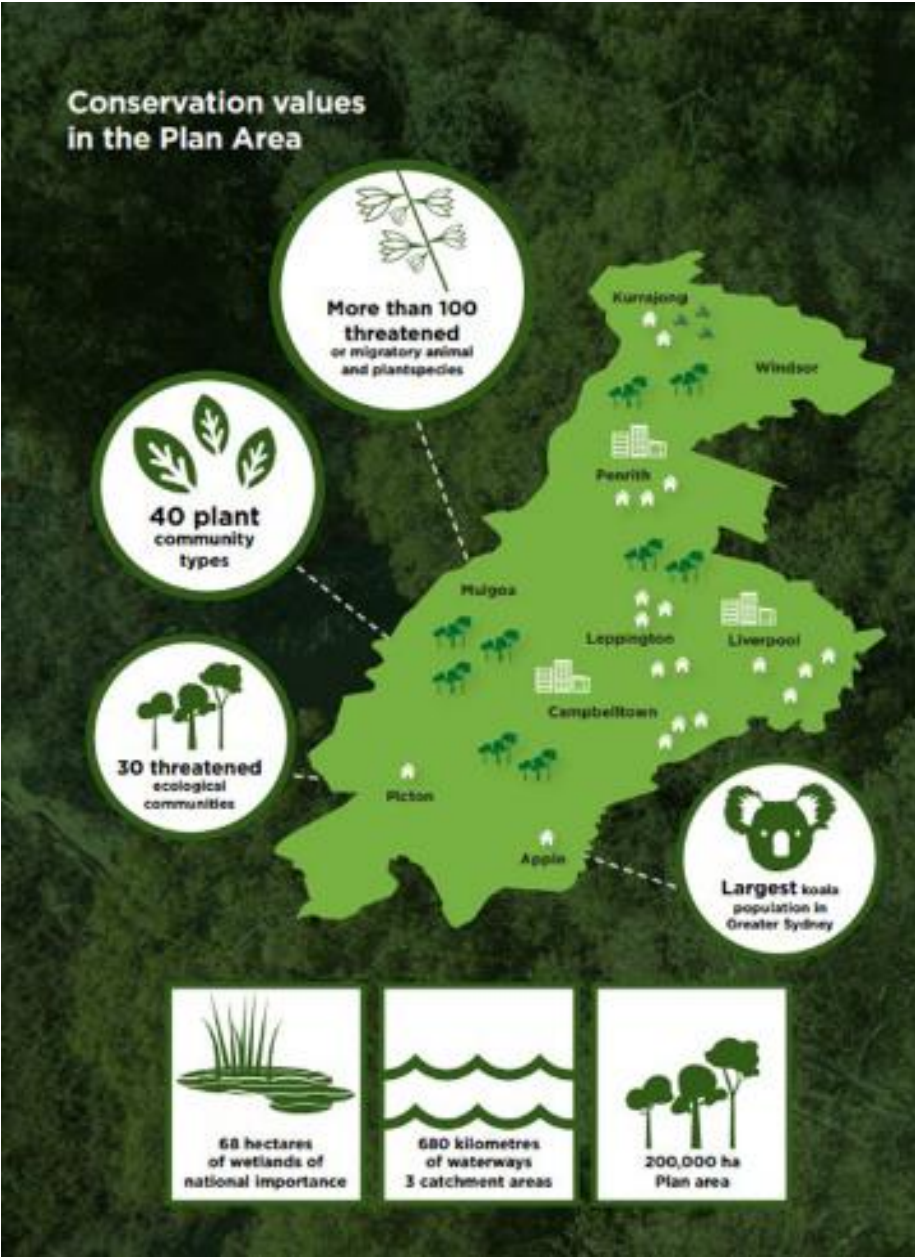 Conservation values
in the Plan Area
More than 100
threatened
or migratory animal
and plantspecies
40 plant
community
types
30 threatened
ecological
communities
Kurrajong
Windsor
Penrith
Mulgoa
Leppington
Liverpool
Campbelltown
Picton
Appin
Largest koala
population in
Greater Sydney
68 hectares
of wetlands of
national importance
680 kilometres
of waterways
3 catchment areas
200,000 ha
Plan area